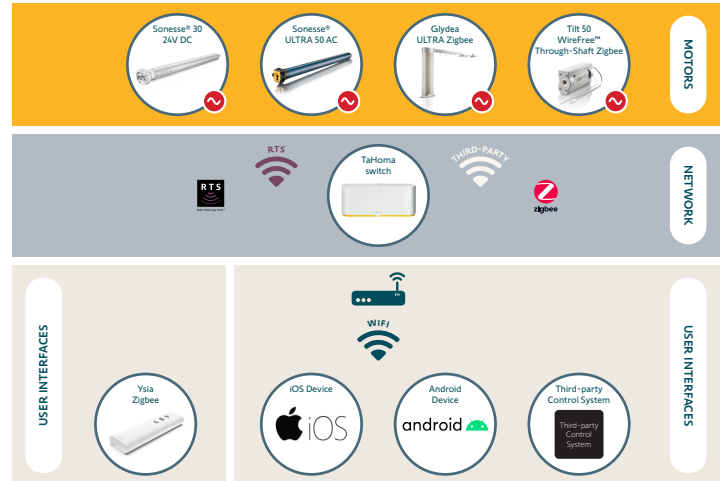 Sonesse® 30
24V DC
Sonesse®
ULTRA 50 AC
Glydea
ULTRA Zigbee
Tilt 50
WireFree™
Through-Shaft Zigbee
MOTORS
RTS
THIRD-PARTY
TaHoma
switch
RTS
zigbee
NETWORK
USER INTERFACES
WIFI
USER INTERFACES
Ysia
Zigbee
iOS Device
iOS
Android
Device
android
Third-party
Control System
Third-party
Control
System